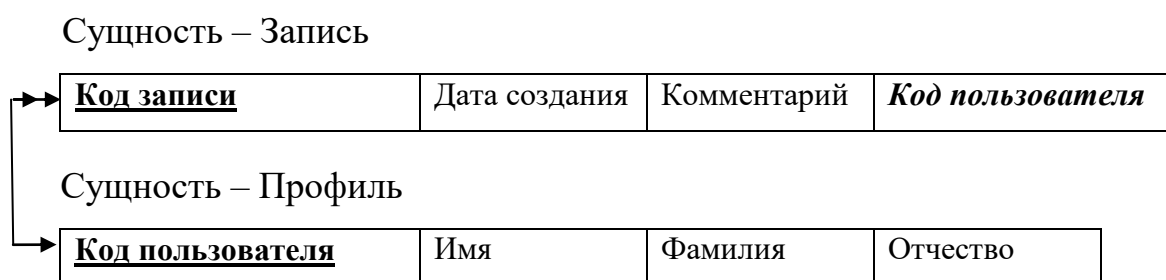 Сущность – Запись
Код записи Дата создания Комментарий Код пользователя
Сущность – Профиль
Код пользователя Имя Фамилия Отчество